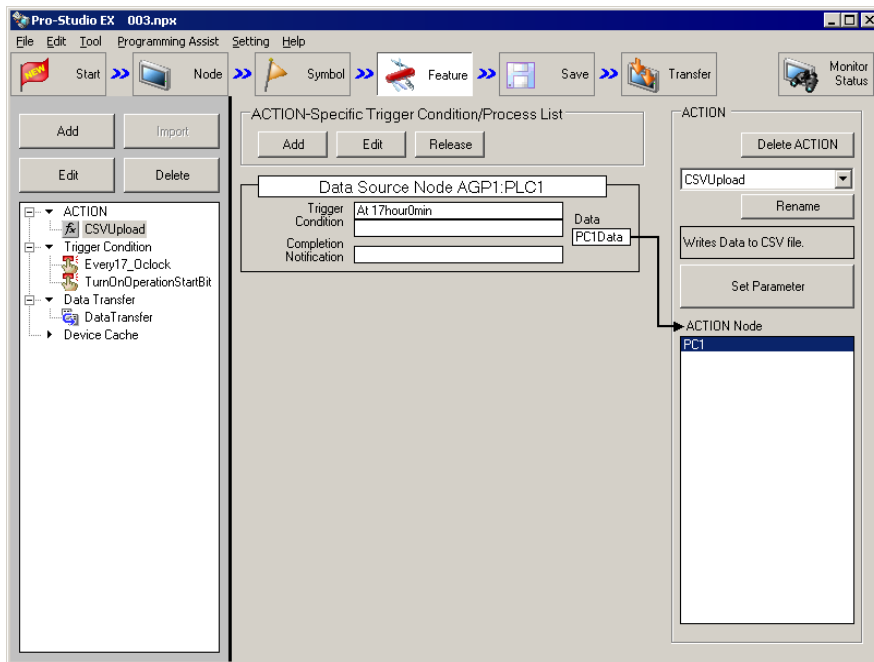 Pro-Studio EX 003.npx
File Edit Tool Programming Assist Setting Help
NEW Start Node Symbol Feature Save Transfer Monitor Status
Add Import
Edit Delete
ACTION
CSVUpload
Trigger Condition
Every17_Oclock
TurnOnOperationStartBit
Data Transfer
DataTransfer
Device Cache
ACTION-Specific Trigger Condition/Process List
Add Edit Release
Data Source Node AGP1:PLC1
Trigger Condition At 17hour0min
Data
PC1Data
Completion Notification
ACTION
Delete ACTION
CSVUpload
Rename
Writes Data to CSV file.
Set Parameter
ACTION Node
PC1